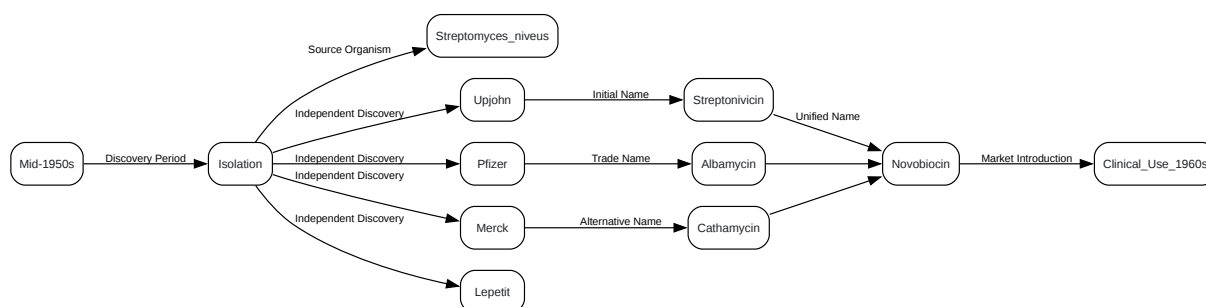 Streptomyces_niveus
Source Organism
Upjohn
Initial Name
Streptonivicin
Independent Discovery
Unified Name
Mid-1950s
Discovery Period
Isolation
Independent Discovery
Pfizer
Trade Name
Albamycin
Novobiocin
Market Introduction
Clinical_Use_1960s
Independent Discovery
Merck
Alternative Name
Cathamycin
Independent Discovery
Lepetit